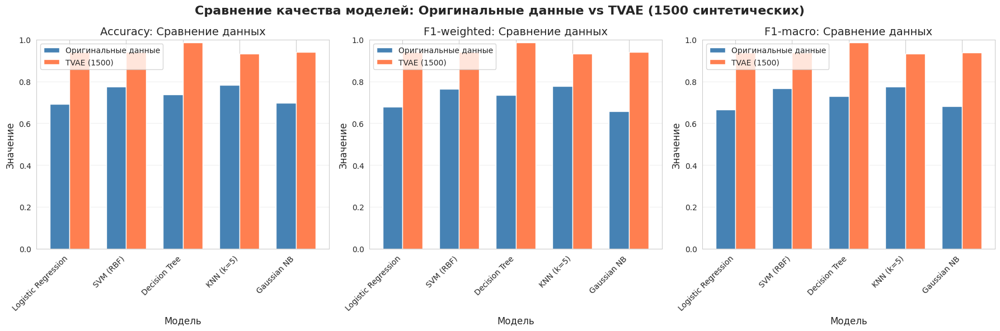 Сравнение качества моделей: Оригинальные данные vs TVAE (1500 синтетических)
Accuracy: Сравнение данных
1.0
0.8
0.6
0.4
0.2
0.0
Значение
Оригинальные данные
TVAE (1500)
Logistic Regression
SVM (RBF)
Decision Tree
KNN (k=5)
Gaussian NB
Модель
F1-weighted: Сравнение данных
1.0
0.8
0.6
0.4
0.2
0.0
Значение
Оригинальные данные
TVAE (1500)
Logistic Regression
SVM (RBF)
Decision Tree
KNN (k=5)
Gaussian NB
Модель
F1-macro: Сравнение данных
1.0
0.8
0.6
0.4
0.2
0.0
Значение
Оригинальные данные
TVAE (1500)
Logistic Regression
SVM (RBF)
Decision Tree
KNN (k=5)
Gaussian NB
Модель